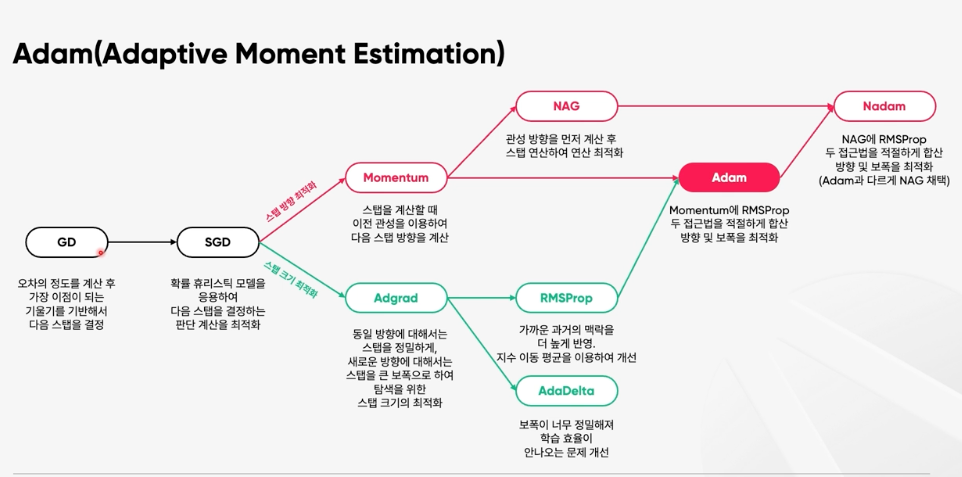 Adam(Adaptive Moment Estimation)
NAG
관성 방향을 먼저 계산 후
스탭 연산하여 연산 최적화
Nadam
NAG에 RMSProp
두 접근법을 적절하게 합산
방향 및 보폭을 최적화
(Adam과 다르게 NAG 채택)
스탭 방향 최적화
Momentum
스탭을 계산할 때
이전 관성을 이용하여
다음 스탭 방향을 계산
Adam
Momentum에 RMSProp
두 접근법을 적절하게 합산
방향 및 보폭을 최적화
GD
오차의 정도를 계산 후
가장 이점이 되는
기울기를 기반해서
다음 스탭을 결정
SGD
확률 휴리스틱 모델을
응용하여
다음 스탭을 결정하는
판단 계산을 최적화
스탭 크기 최적화
Adgrad
동일 방향에 대해서는
스탭을 정밀하게,
새로운 방향에 대해서는
스탭을 큰 보폭으로 하여
탐색을 위한
스탭 크기의 최적화
RMSProp
가까운 과거의 맥락을
더 높게 반영.
지수 이동 평균을 이용하여 개선
AdaDelta
보폭이 너무 정밀해져
학습 효율이
안나오는 문제 개선